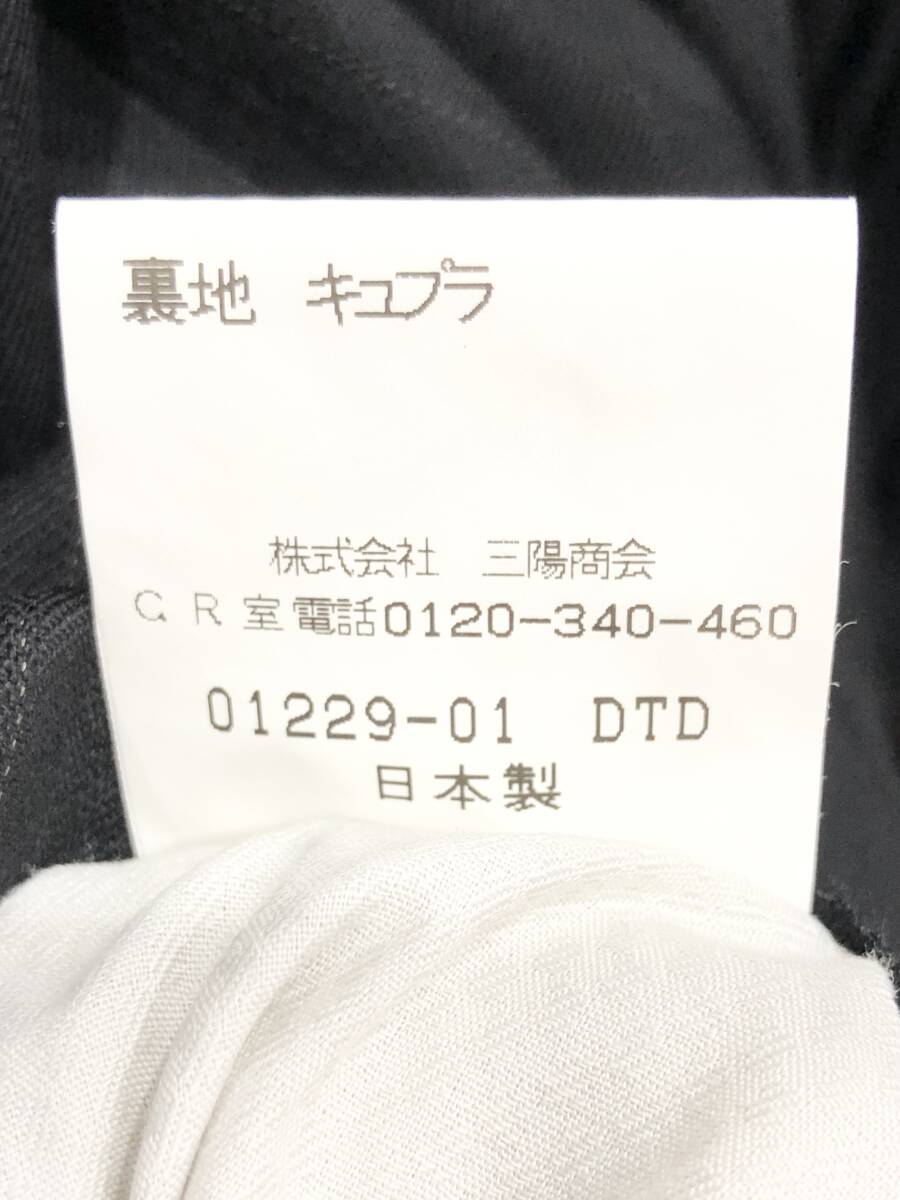 裏地　キュプラ
株式会社　三陽商会
ＣＲ室電話0120-340-460
01229-01 DTD
日本製